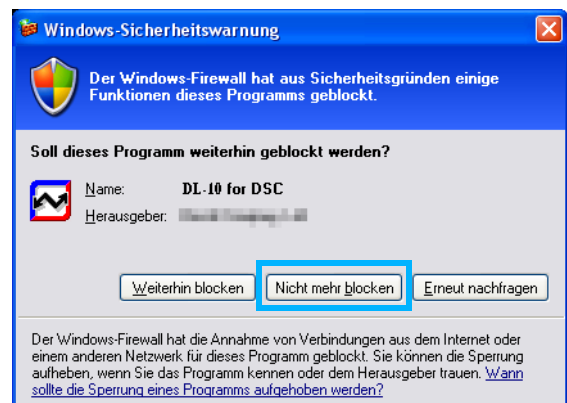 Windows-Sicherheitswarnung
Der Windows-Firewall hat aus Sicherheitsgründen einige
Funktionen dieses Programms geblockt.
Soll dieses Programm weiterhin geblockt werden?
Name: DL-10 for DSC
Herausgeber:
Weiterhin blocken Nicht mehr blocken Erneut nachfragen
Der Windows-Firewall hat die Annahme von Verbindungen aus dem Internet oder
einem anderen Netzwerk für dieses Programm geblockt. Sie können die Sperrung
aufheben, wenn Sie das Programm kennen oder dem Herausgeber trauen. Wann
sollte die Sperrung eines Programms aufgehoben werden?